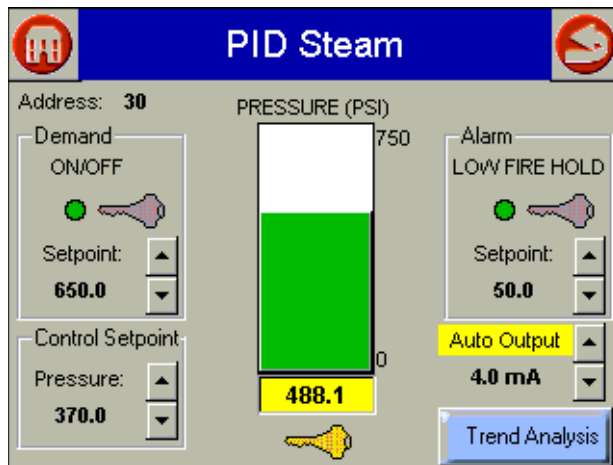 PID Steam
Address: 30
PRESSURE (PSI)
750
0
488.1
Demand
ON/OFF
Setpoint:
650.0
Control Setpoint
Pressure:
370.0
Alarm
LOW FIRE HOLD
Setpoint:
50.0
Auto Output
4.0 mA
Trend Analysis